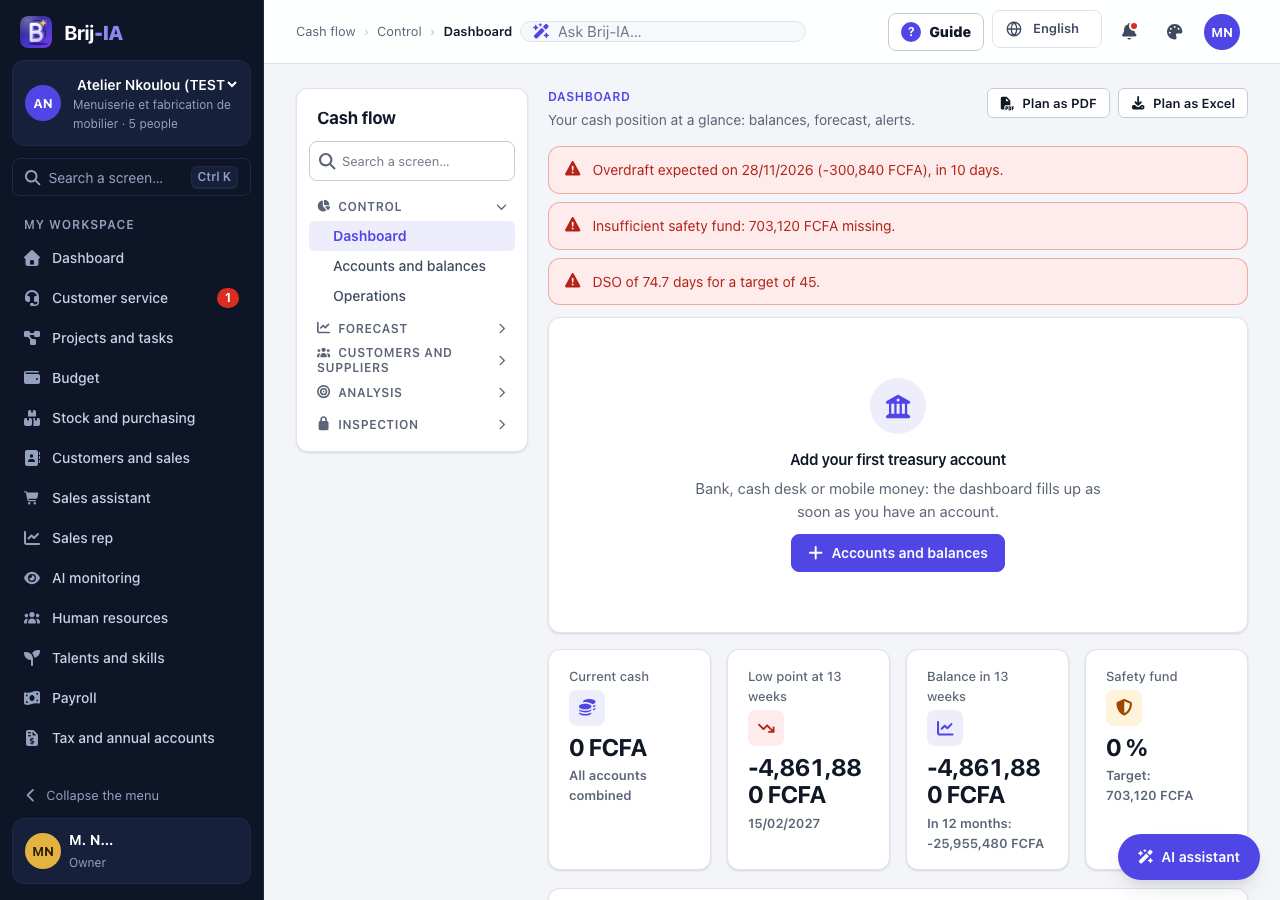 Brij-IA
AN
Atelier Nkoulou (TEST
Menuiserie et fabrication de
mobilier · 5 people
Search a screen...
Ctrl K
MY WORKSPACE
Dashboard
Customer service
1
Projects and tasks
Budget
Stock and purchasing
Customers and sales
Sales assistant
Sales rep
AI monitoring
Human resources
Talents and skills
Payroll
Tax and annual accounts
Collapse the menu
MN
M. N...
Owner
Cash flow › Control › Dashboard
Ask Brij-IA...
? Guide
English
MN
Cash flow
Search a screen...
CONTROL
Dashboard
Accounts and balances
Operations
FORECAST
CUSTOMERS AND
SUPPLIERS
ANALYSIS
INSPECTION
DASHBOARD
Your cash position at a glance: balances, forecast, alerts.
Plan as PDF
Plan as Excel
Overdraft expected on 28/11/2026 (-300,840 FCFA), in 10 days.
Insufficient safety fund: 703,120 FCFA missing.
DSO of 74.7 days for a target of 45.
Add your first treasury account
Bank, cash desk or mobile money: the dashboard fills up as
soon as you have an account.
+ Accounts and balances
Current cash
0 FCFA
All accounts
combined
Low point at 13
weeks
-4,861,88
0 FCFA
15/02/2027
Balance in 13
weeks
-4,861,88
0 FCFA
In 12 months:
-25,955,480 FCFA
Safety fund
0 %
Target:
703,120 FCFA
AI assistant